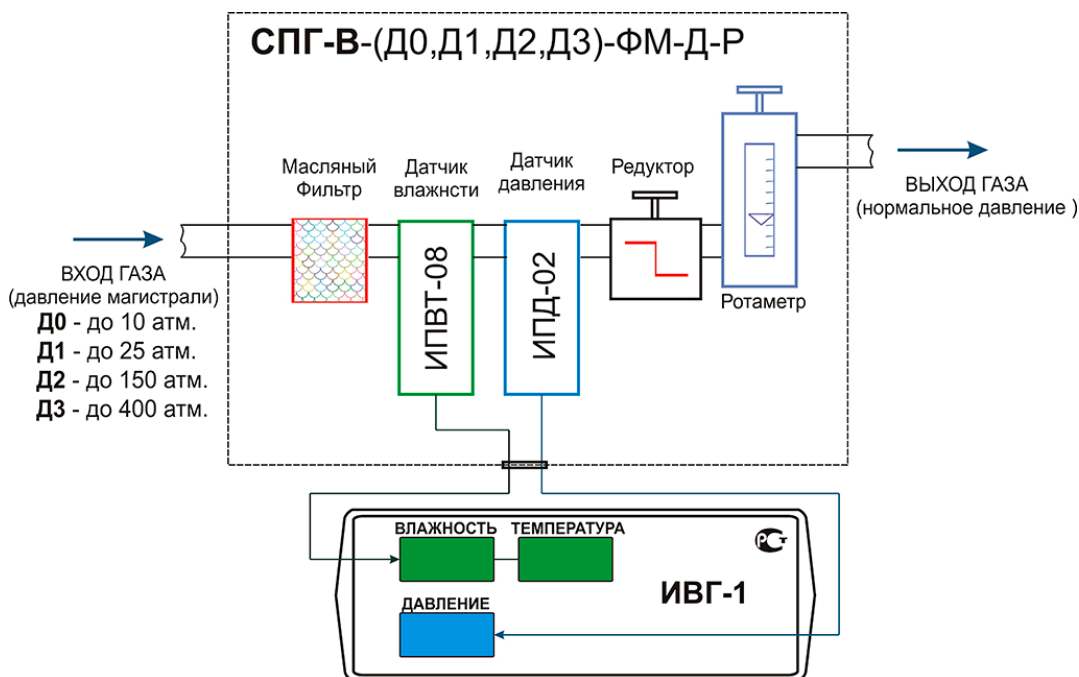 СПГ-В-(Д0,Д1,Д2,Д3)-ФМ-Д-Р
Масляный
Фильтр
Датчик
влажнсти
Датчик
давления
Редуктор
ВЫХОД ГАЗА
(нормальное давление )
ВХОД ГАЗА
(давление магистрали)
Д0 - до 10 атм.
Д1 - до 25 атм.
Д2 - до 150 атм.
Д3 - до 400 атм.
ИПВТ-08
ИПД-02
Ротаметр
ВЛАЖНОСТЬ
ТЕМПЕРАТУРА
РСт
ИВГ-1
ДАВЛЕНИЕ